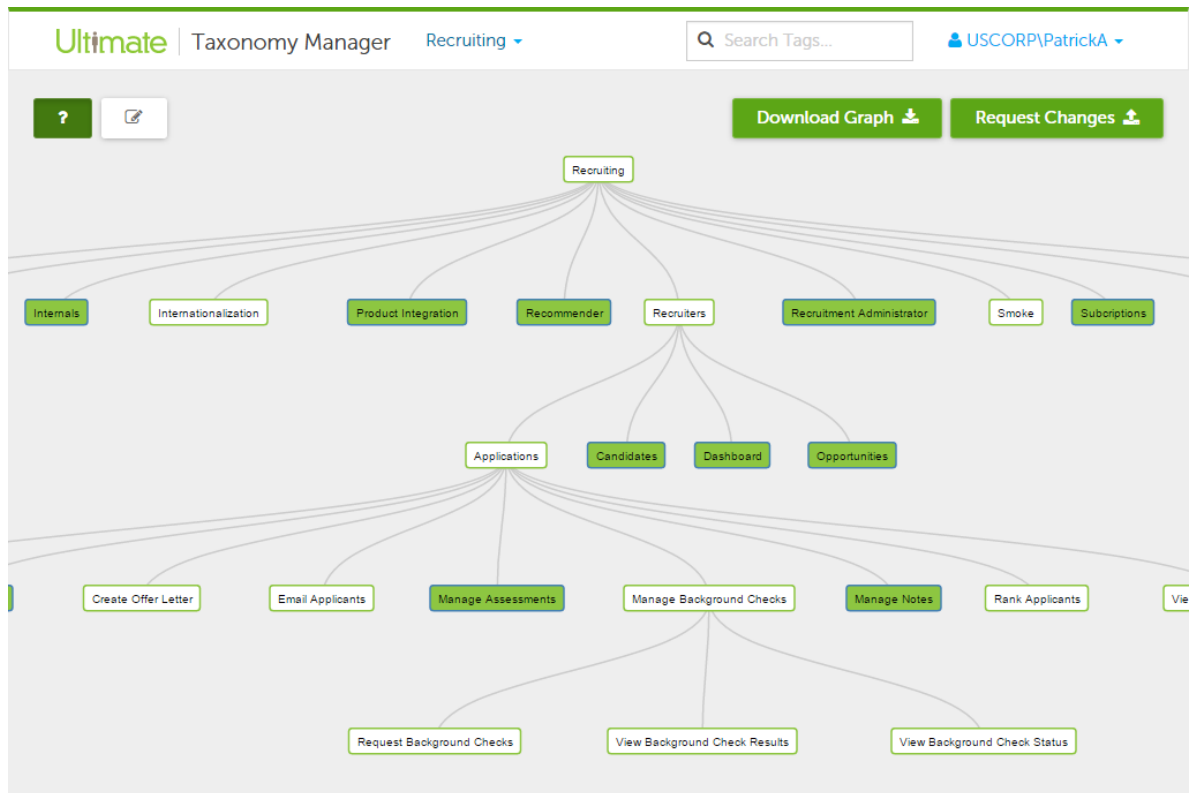 Ultimate Taxonomy Manager Recruiting Search Tags... USCORP\PatrickA
? Download Graph Request Changes
Recruiting
Internals Internationalization Product Integration Recommender Recruiters Recruitment Administrator Smoke Subcriptions
Applications Candidates Dashboard Opportunities
Create Offer Letter Email Applicants Manage Assessments Manage Background Checks Manage Notes Rank Applicants Vie
Request Background Checks View Background Check Results View Background Check Status